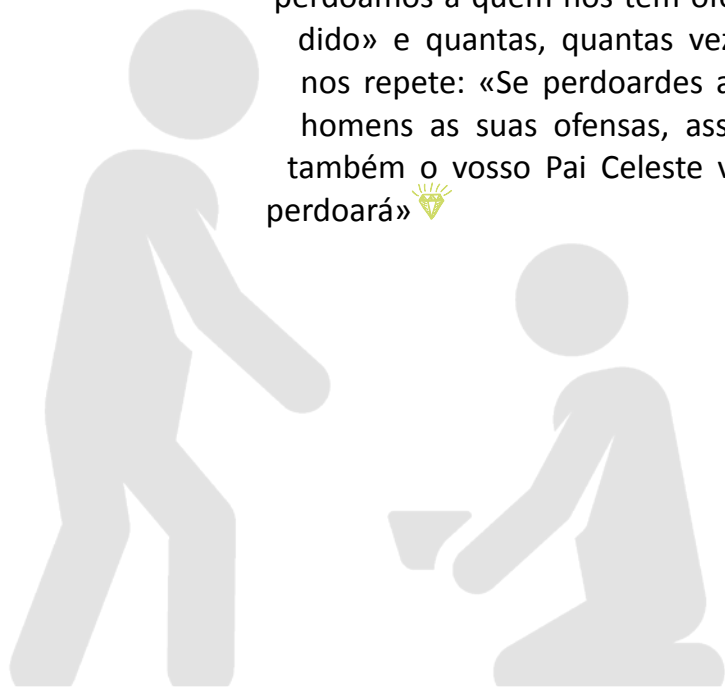 perdoamos a quem nos tem
dido» e quantas, quantas
nos repete: «Se perdoardes
homens as suas ofensas,
também o vosso Pai Celeste
perdoará»